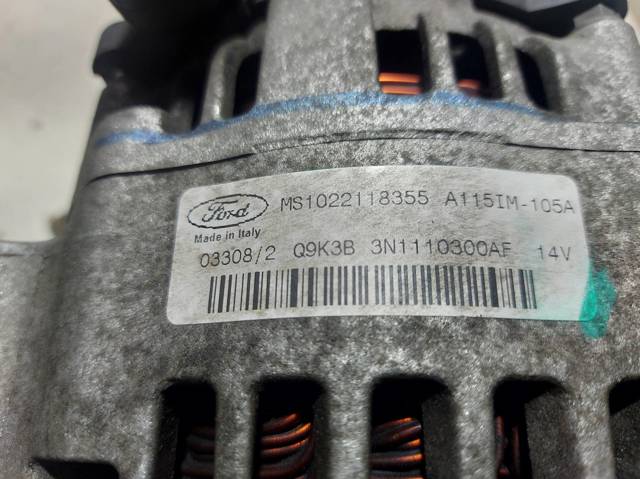 Ford MS1022118355 A115IM-105A
Made in Italy
03308/2 Q9K3B 3N1110300AF 14V